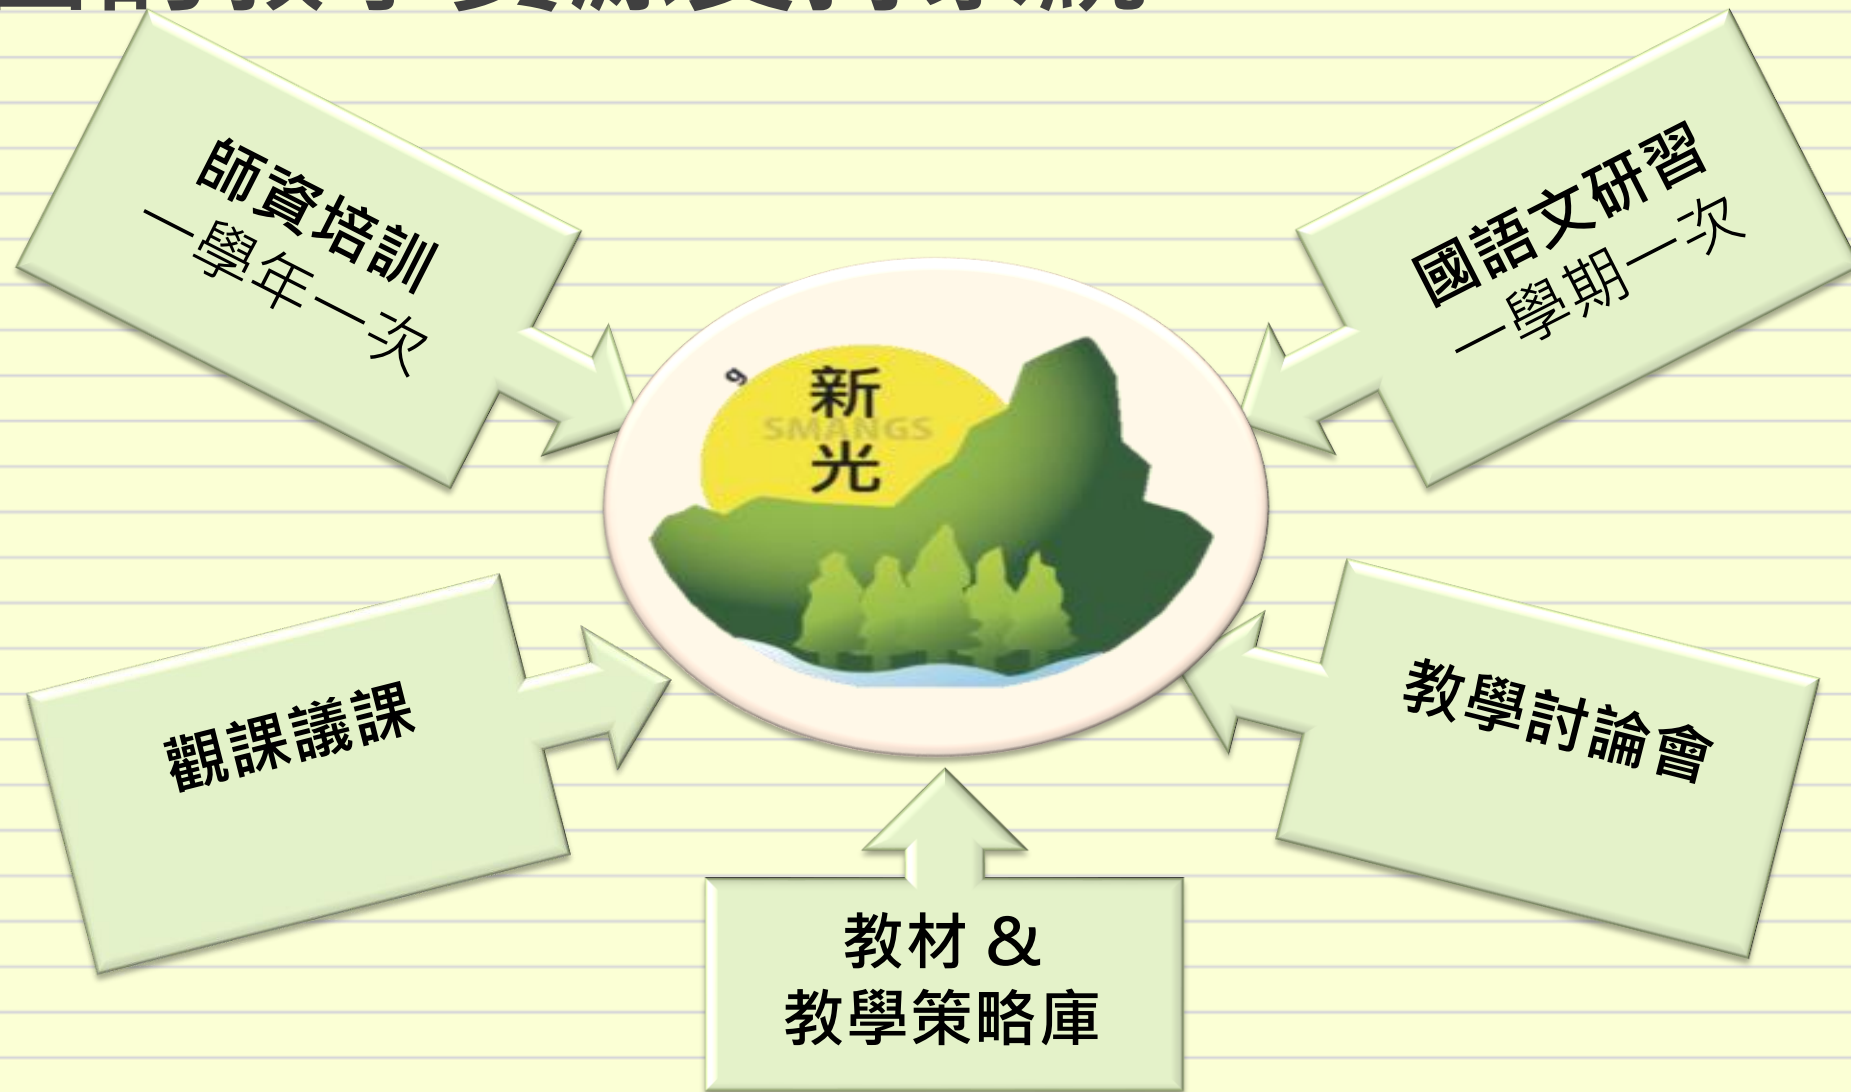 師資培訓
一學年一次
國語文研習
一學期一次
g
新
SMANGS
光
觀課議課
教學討論會
教材 &
教學策略庫